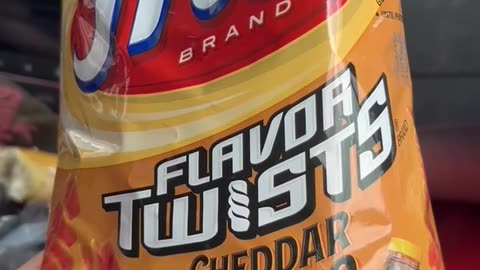 BRAND
FLAVOR
TWISTS
CHEDDAR